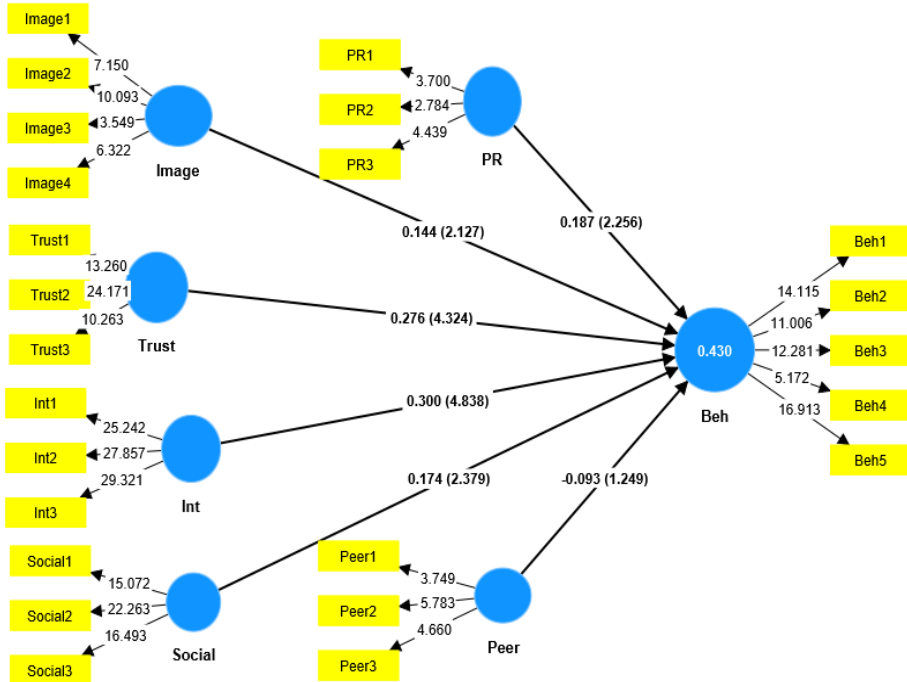 Image1
7.150
Image2
10.093
Image3
3.549
Image4
6.322
Image
PR1
3.700
PR2
2.784
PR3
4.439
PR
0.144 (2.127)
0.187 (2.256)
Trust1
13.260
Trust2
24.171
Trust3
10.263
Trust
0.276 (4.324)
Int1
25.242
Int2
27.857
Int3
29.321
Int
0.300 (4.838)
Social1
15.072
Social2
22.263
Social3
16.493
Social
0.174 (2.379)
Peer1
3.749
Peer2
5.783
Peer3
4.660
Peer
-0.093 (1.249)
0.430
Beh
Beh1
14.115
Beh2
11.006
Beh3
12.281
Beh4
5.172
Beh5
16.913